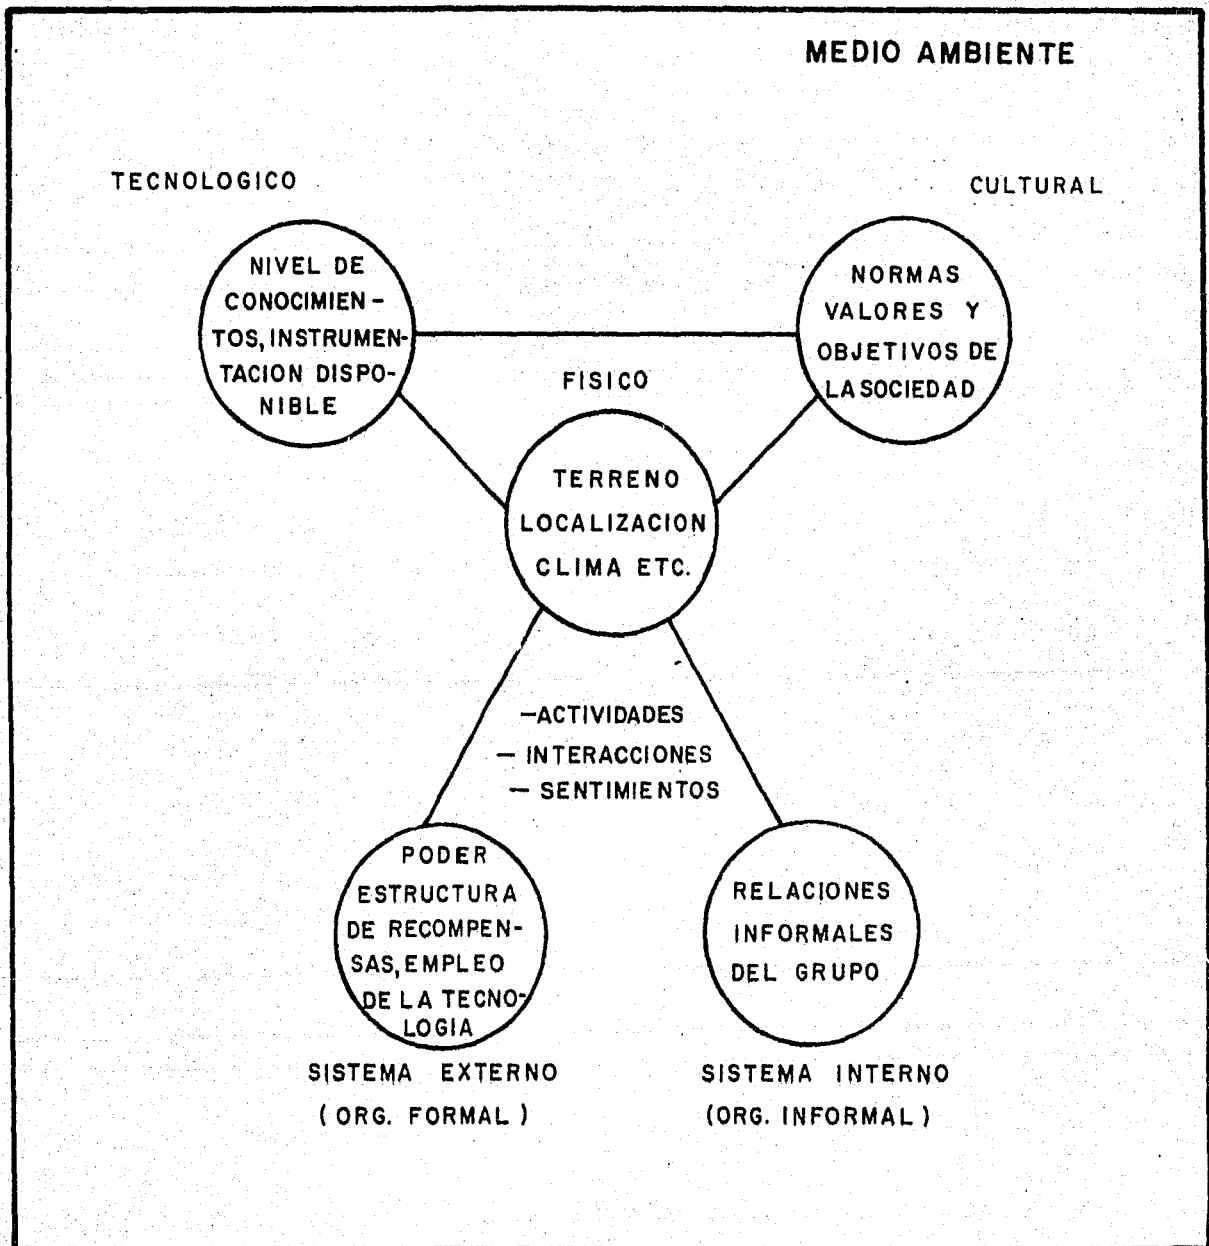 MEDIO AMBIENTE
TECNOLOGICO
CULTURAL
NIVEL DE
CONOCIMIEN-
TOS, INSTRUMEN-
TACION DISPO-
NIBLE
NORMAS
VALORES Y
OBJETIVOS DE
LA SOCIEDAD
FISICO
TERRENO
LOCALIZACION
CLIMA ETC.
-ACTIVIDADES
- INTERACCIONES
- SENTIMIENTOS
PODER
ESTRUCTURA
DE RECOMPEN-
SAS, EMPLEO
DE LA TECNO-
LOGIA
RELACIONES
INFORMALES
DEL GRUPO
SISTEMA EXTERNO
( ORG. FORMAL )
SISTEMA INTERNO
(ORG. INFORMAL )